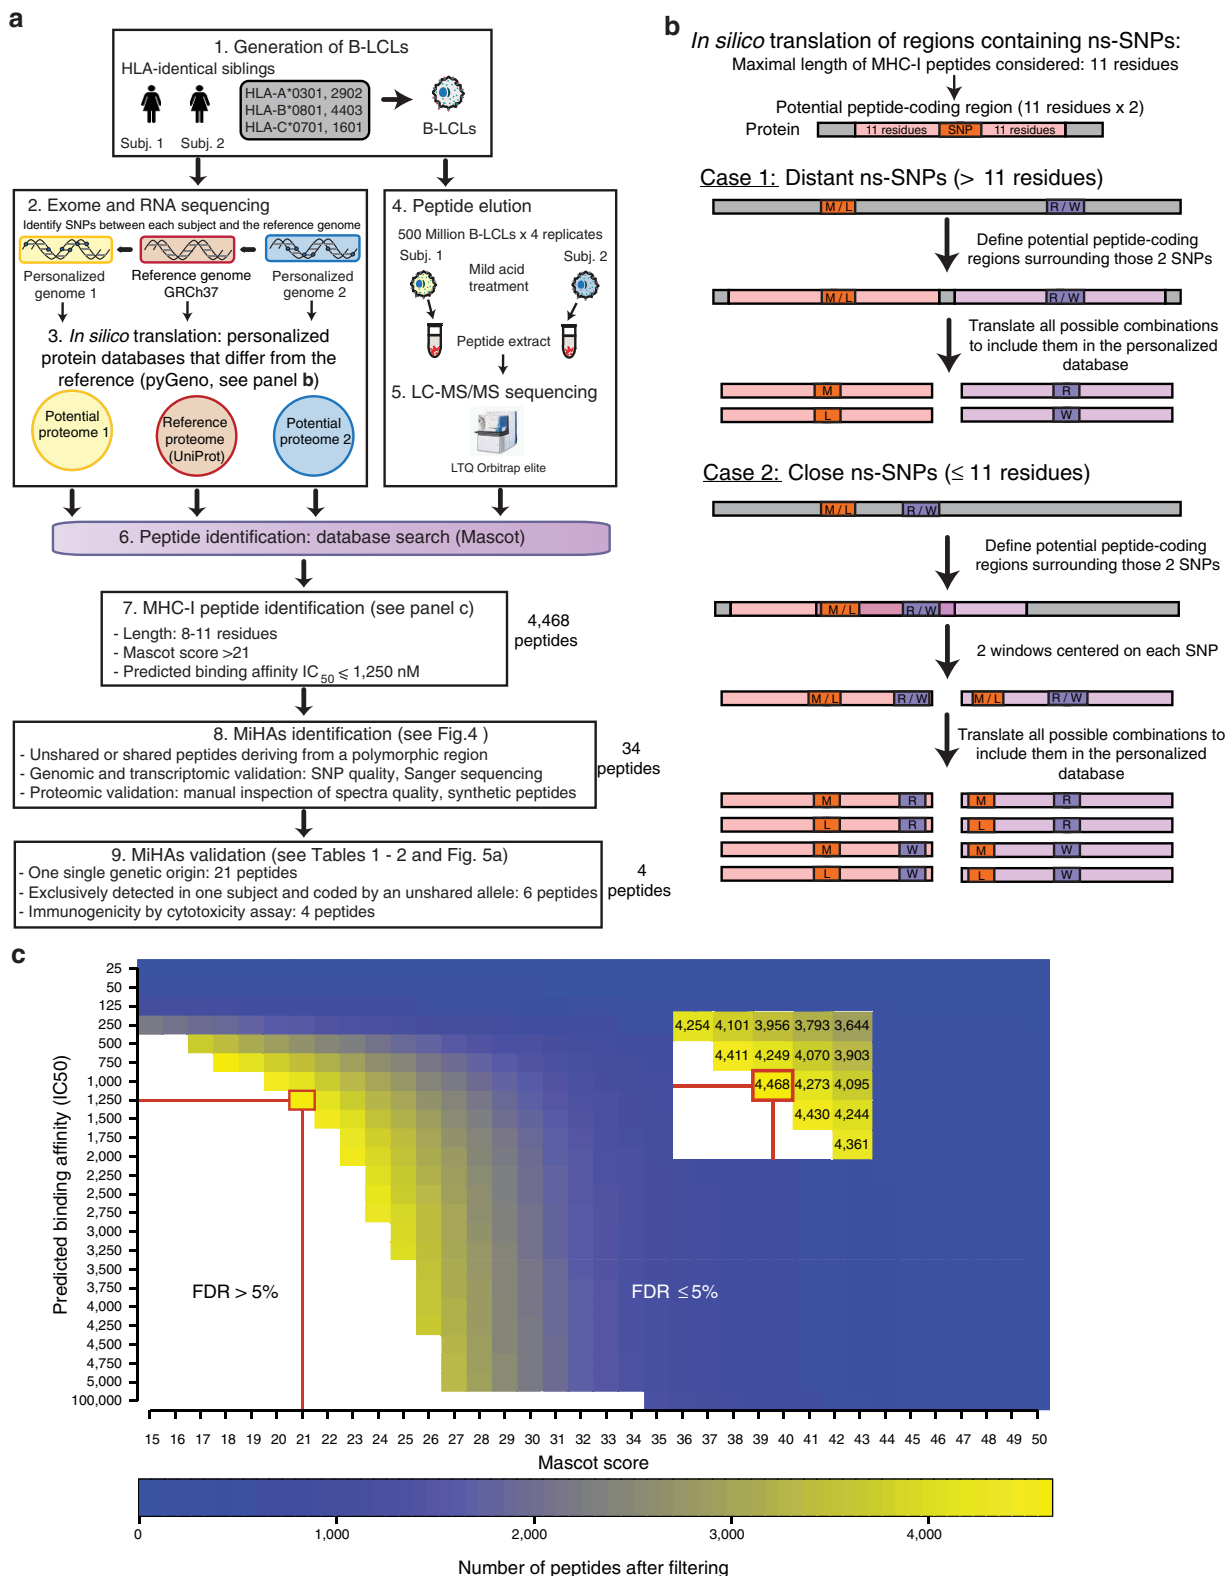 a
1. Generation of B-LCLs
HLA-identical siblings
HLA-A*0301, 2902
HLA-B*0801, 4403
HLA-C*0701, 1601
Subj. 1
Subj. 2
B-LCLs
2. Exome and RNA sequencing
Identify SNPs between each subject and the reference genome
Personalized
genome 1
Reference genome
GRCh37
Personalized
genome 2
3. In silico translation: personalized
protein databases that differ from the
reference (pyGeno, see panel b)
Potential
proteome 1
Reference
proteome
(UniProt)
Potential
proteome 2
4. Peptide elution
500 Million B-LCLs x 4 replicates
Subj. 1
Subj. 2
Mild acid
treatment
Peptide extract
5. LC-MS/MS sequencing
LTQ Orbitrap elite
6. Peptide identification: database search (Mascot)
7. MHC-I peptide identification (see panel c)
- Length: 8-11 residues
- Mascot score >21
- Predicted binding affinity IC50 ⩽ 1,250 nM
4,468
peptides
8. MiHAs identification (see Fig.4 )
- Unshared or shared peptides deriving from a polymorphic region
- Genomic and transcriptomic validation: SNP quality, Sanger sequencing
- Proteomic validation: manual inspection of spectra quality, synthetic peptides
34
peptides
9. MiHAs validation (see Tables 1 - 2 and Fig. 5a)
- One single genetic origin: 21 peptides
- Exclusively detected in one subject and coded by an unshared allele: 6 peptides
- Immunogenicity by cytotoxicity assay: 4 peptides
4
peptides
b
In silico translation of regions containing ns-SNPs:
Maximal length of MHC-I peptides considered: 11 residues
Potential peptide-coding region (11 residues x 2)
Protein
11 residues SNP 11 residues
Case 1: Distant ns-SNPs (> 11 residues)
M / L R / W
Define potential peptide-coding
regions surrounding those 2 SNPs
M / L R / W
Translate all possible combinations
to include them in the personalized
database
M R
L W
Case 2: Close ns-SNPs (≤ 11 residues)
M / L R / W
Define potential peptide-coding
regions surrounding those 2 SNPs
M / L R / W
2 windows centered on each SNP
M / L R / W M / L R / W
Translate all possible combinations to
include them in the personalized
database
M R M R
L R L R
M W M W
L W L W
c
Predicted binding affinity (IC50)
25
50
125
250
500
750
1,000
1,250
1,500
1,750
2,000
2,250
2,500
3,000
3,250
3,500
3,750
4,000
4,500
4,750
5,000
100,000
4,254 4,101 3,956 3,793 3,644
4,411 4,249 4,070 3,903
4,468 4,273 4,095
4,430 4,244
4,361
FDR > 5%
FDR ≤ 5%
15 16 17 18 19 20 21 22 23 24 25 26 27 28 29 30 31 32 33 34 35 36 37 38 39 40 41 42 43 44 45 46 47 48 49 50
Mascot score
0 1,000 2,000 3,000 4,000
Number of peptides after filtering